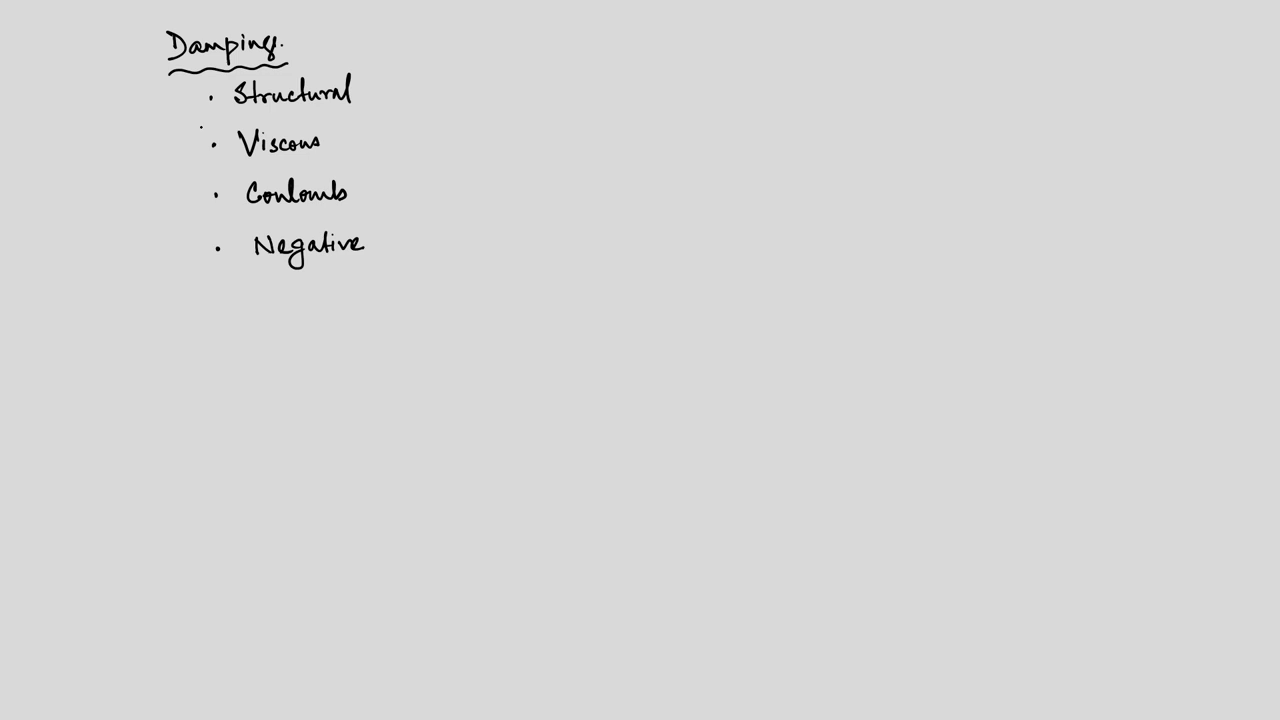 Damping.
• Structural
• Viscous
• Coulomb
• Negative